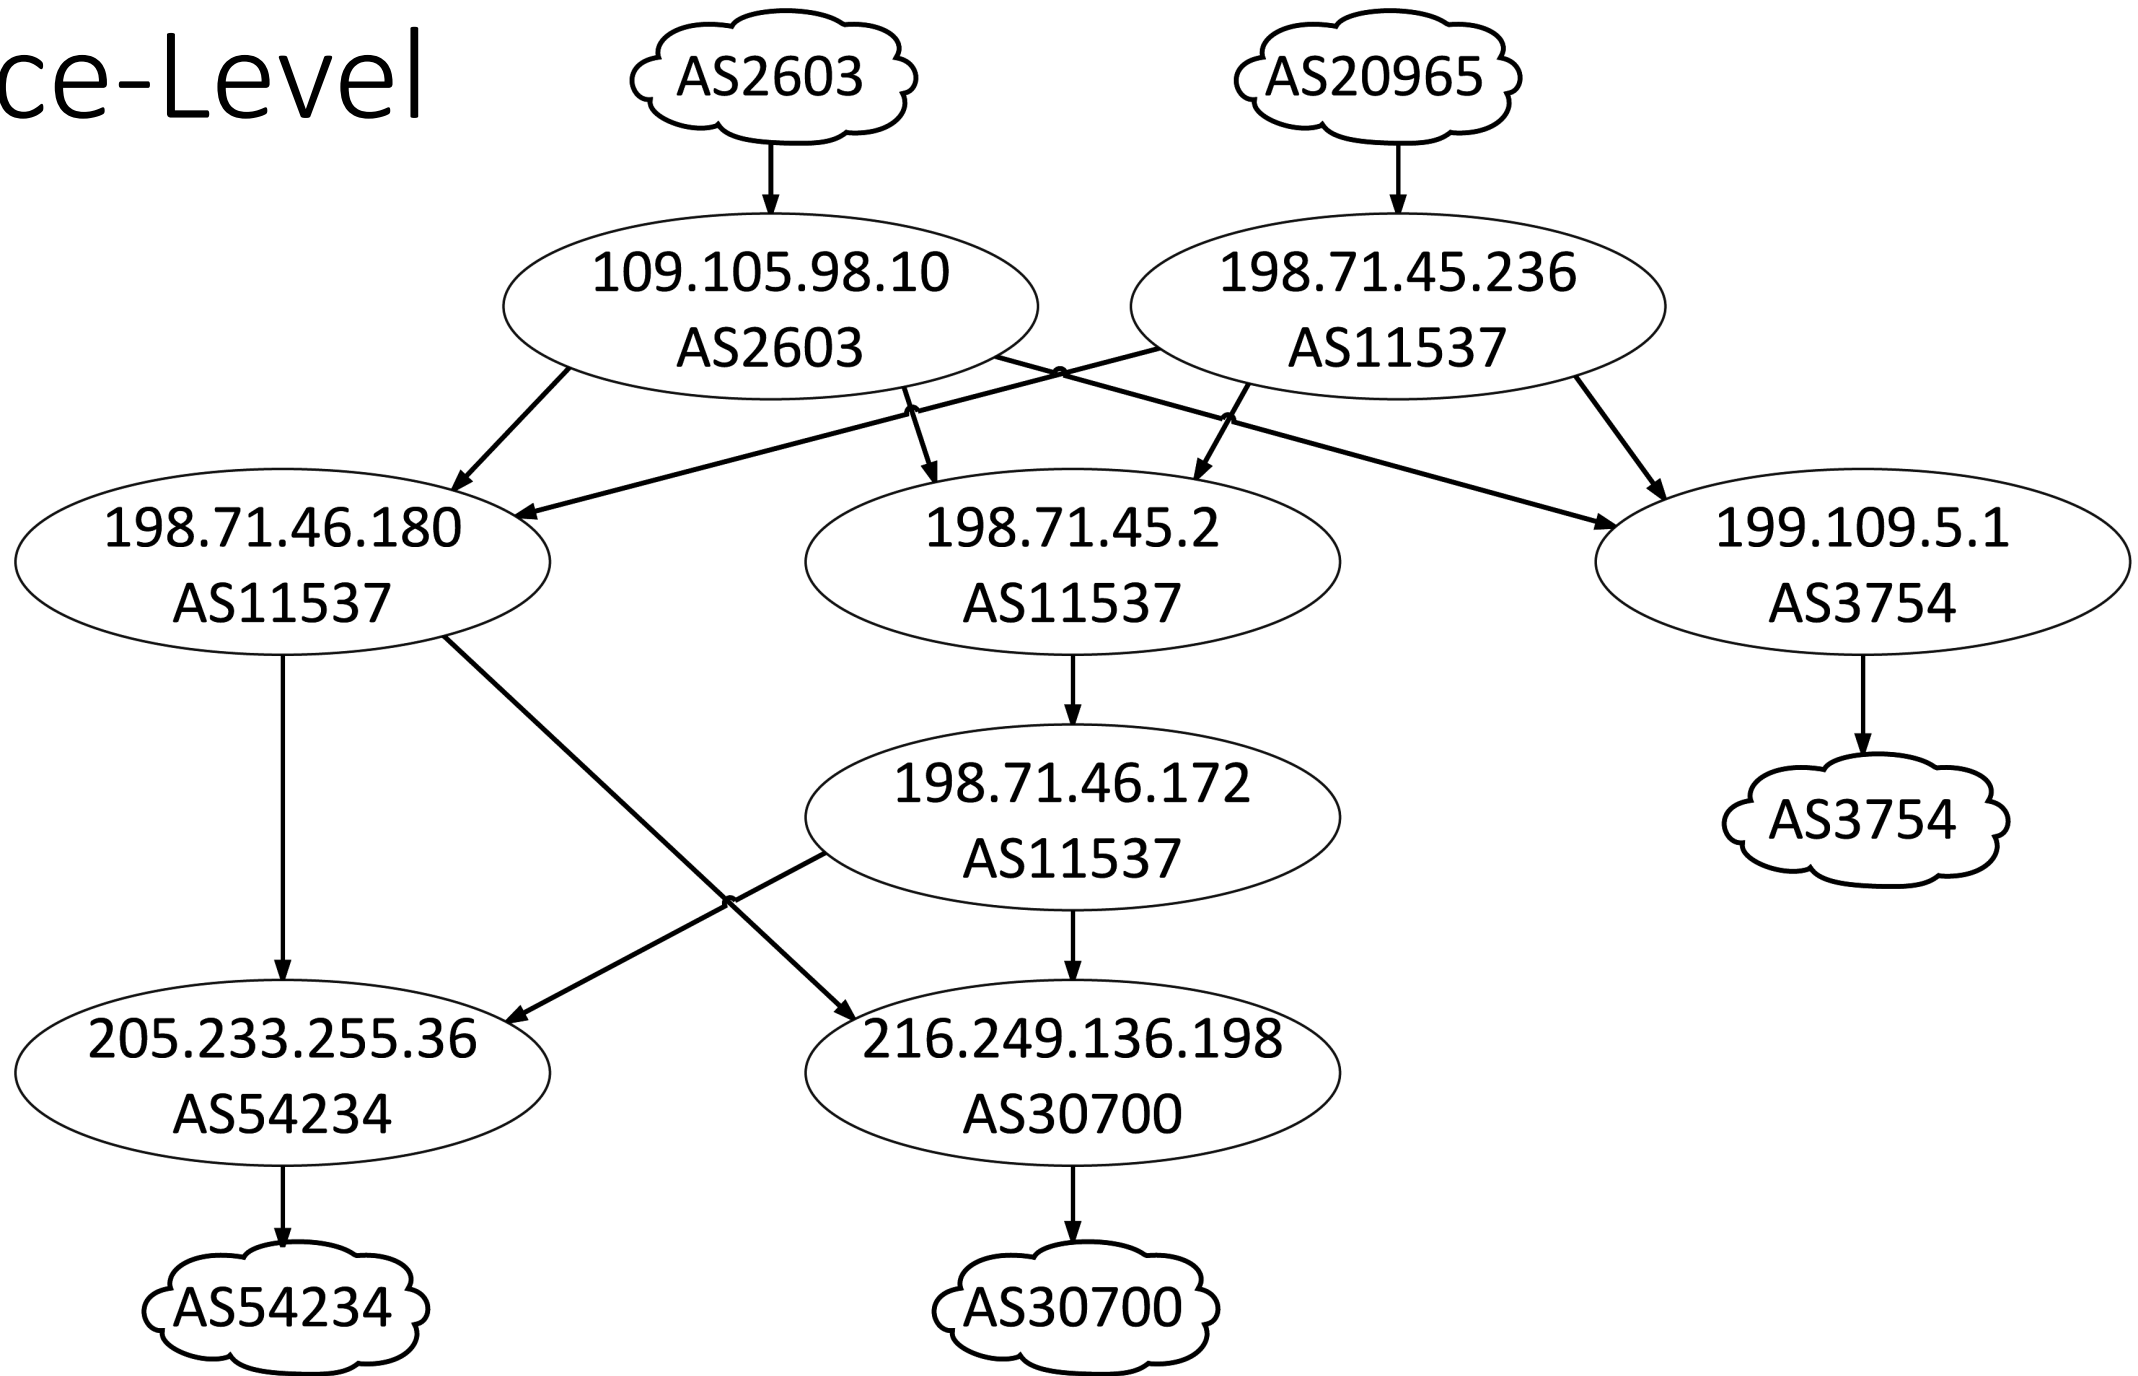 ce-Level
AS2603
AS20965
109.105.98.10
AS2603
198.71.45.236
AS11537
198.71.46.180
AS11537
198.71.45.2
AS11537
199.109.5.1
AS3754
198.71.46.172
AS11537
AS3754
205.233.255.36
AS54234
216.249.136.198
AS30700
AS54234
AS30700